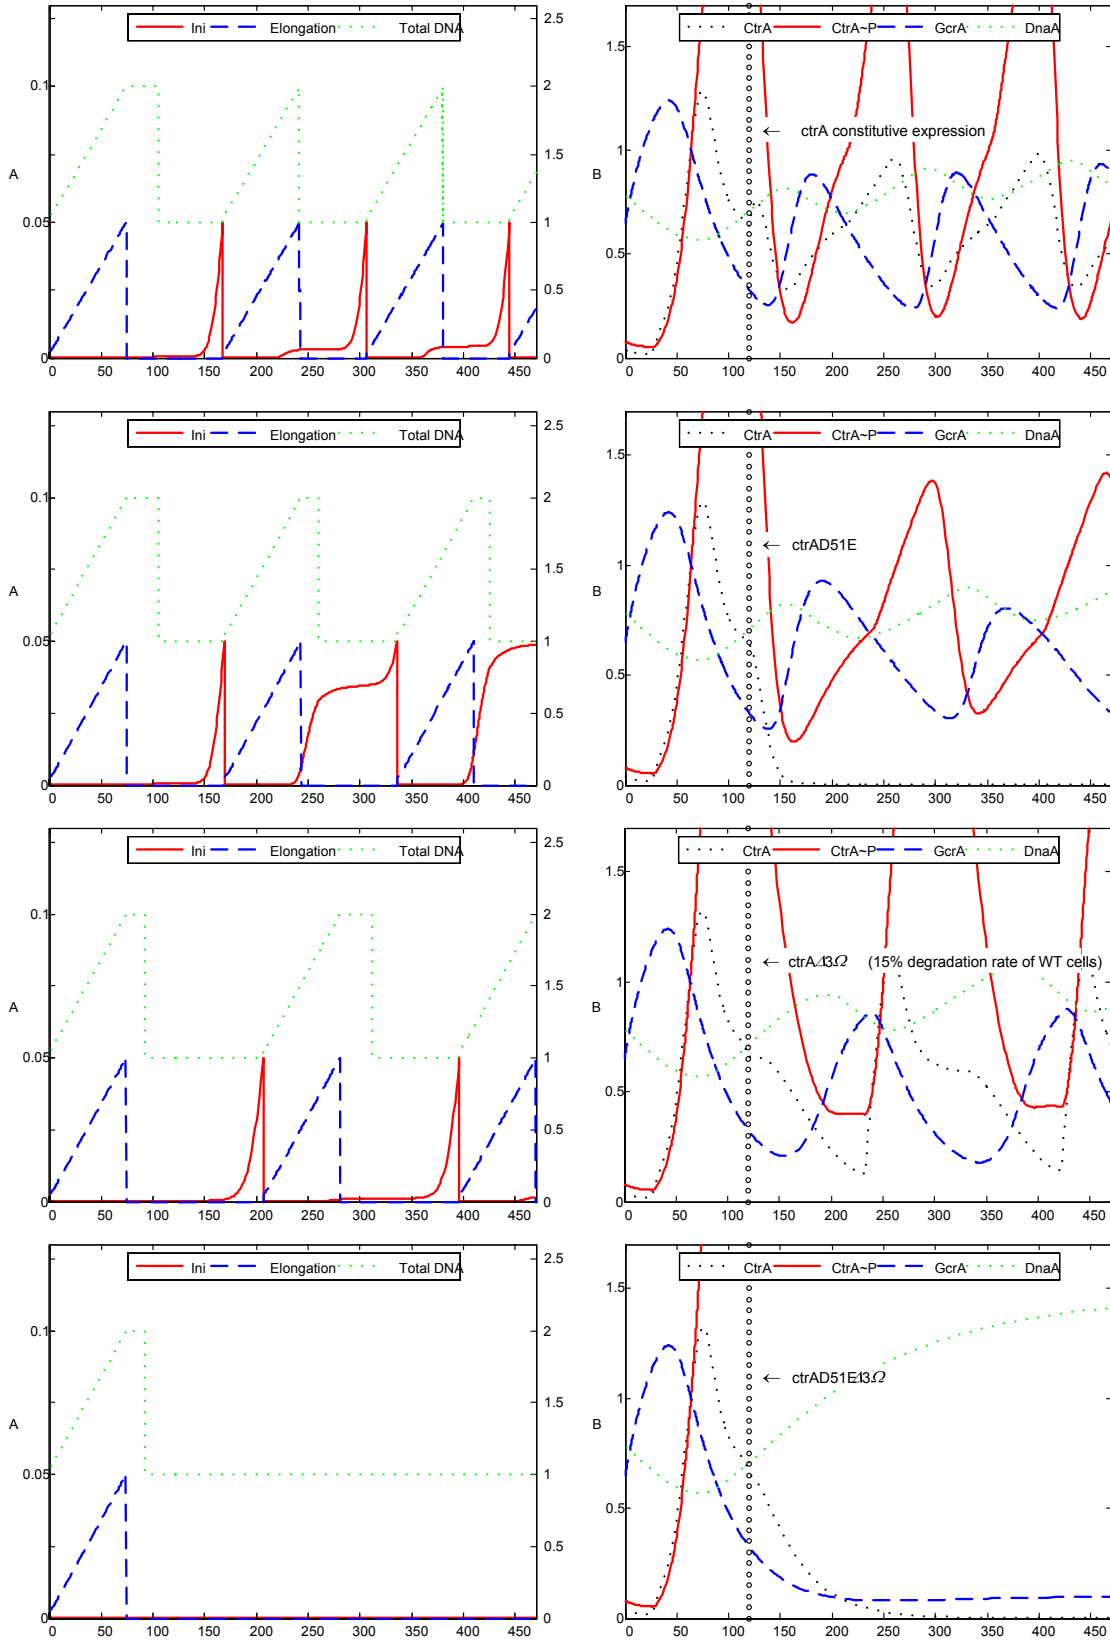 Ini Elongation Total DNA
CtrA CtrA~P GcrA DnaA
2.5
2
1.5
1
0.5
0
0.1
0.05
0
A
0 50 100 150 200 250 300 350 400 450
1.5
1
0.5
0
B
← ctrA constitutive expression
0 50 100 150 200 250 300 350 400 450
Ini Elongation Total DNA
CtrA CtrA~P GcrA DnaA
2.5
2
1.5
1
0.5
0
0.1
0.05
0
A
0 50 100 150 200 250 300 350 400 450
1.5
1
0.5
0
B
← ctrAD51E
0 50 100 150 200 250 300 350 400 450
Ini Elongation Total DNA
CtrA CtrA~P GcrA DnaA
2.5
2
1.5
1
0.5
0
0.1
0.05
0
A
0 50 100 150 200 250 300 350 400 450
1.5
1
0.5
0
B
← ctrAΔ3Ω (15% degradation rate of WT cells)
0 50 100 150 200 250 300 350 400 450
Ini Elongation Total DNA
CtrA CtrA~P GcrA DnaA
2.5
2
1.5
1
0.5
0
0.1
0.05
0
A
0 50 100 150 200 250 300 350 400 450
1.5
1
0.5
0
B
← ctrAD51EΔ3Ω
0 50 100 150 200 250 300 350 400 450